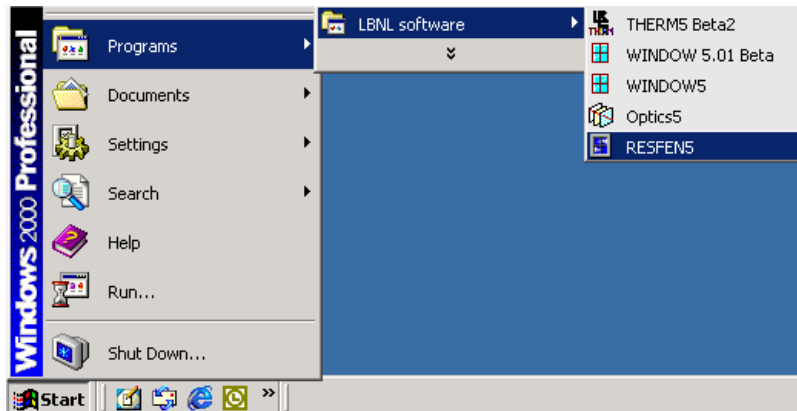 Windows 2000 Professional
Programs
Documents
Settings
Search
Help
Run...
Shut Down...
LBNL software
THERM5 Beta2
WINDOW 5.01 Beta
WINDOW5
Optics5
RESFEN5
Start